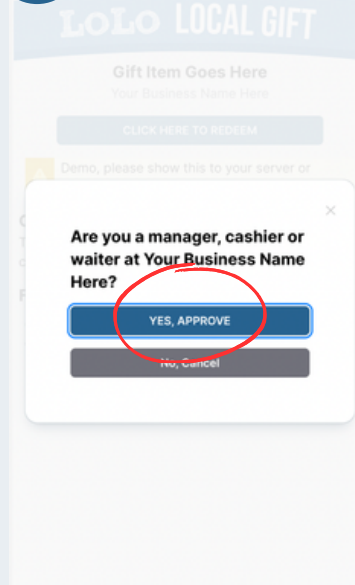 LOLO LOCAL GIFT
Gift Item Goes Here
Your Business Name Here
CLICK HERE TO REDEEM
Demo, please show this to your server or
×
Are you a manager, cashier or
waiter at Your Business Name
Here?
YES, APPROVE
No, Cancel